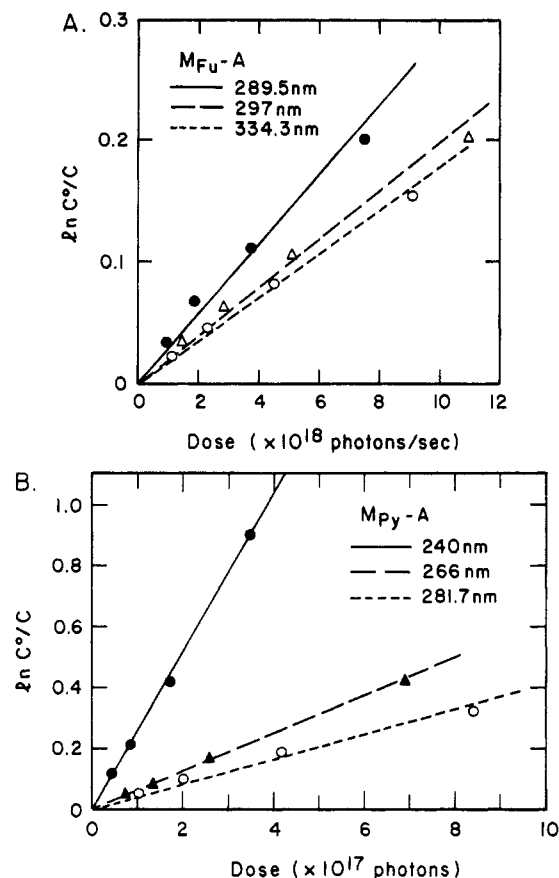 A.
0.3
0.2
0.1
0
ln C°/C
M_Fu-A
289.5nm
297nm
334.3nm
0 2 4 6 8 10 12
Dose (×10^18 photons/sec)
B.
1.0
0.8
0.6
0.4
0.2
0
ln C°/C
M_Py-A
240nm
266nm
281.7nm
0 2 4 6 8 10
Dose (×10^17 photons)